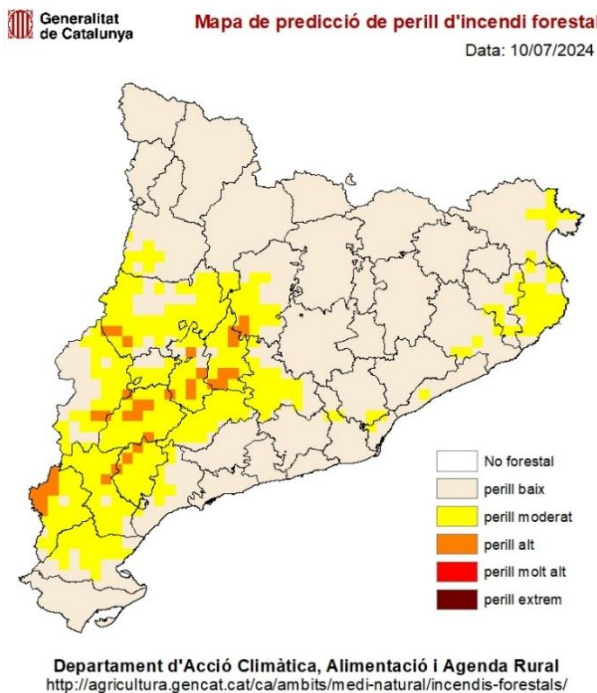 Generalitat
de Catalunya
Mapa de predicció de perill d'incendi forestal
Data: 10/07/2024
No forestal
perill baix
perill moderat
perill alt
perill molt alt
perill extrem
Departament d'Acció Climàtica, Alimentació i Agenda Rural
http://agricultura.gencat.cat/ca/ambits/medi-natural/incendis-forestals/